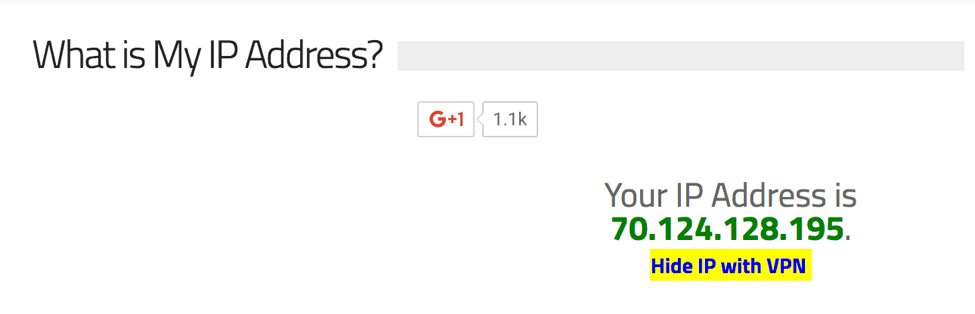 What is My IP Address?
G+1 1.1k
Your IP Address is
70.124.128.195.
Hide IP with VPN